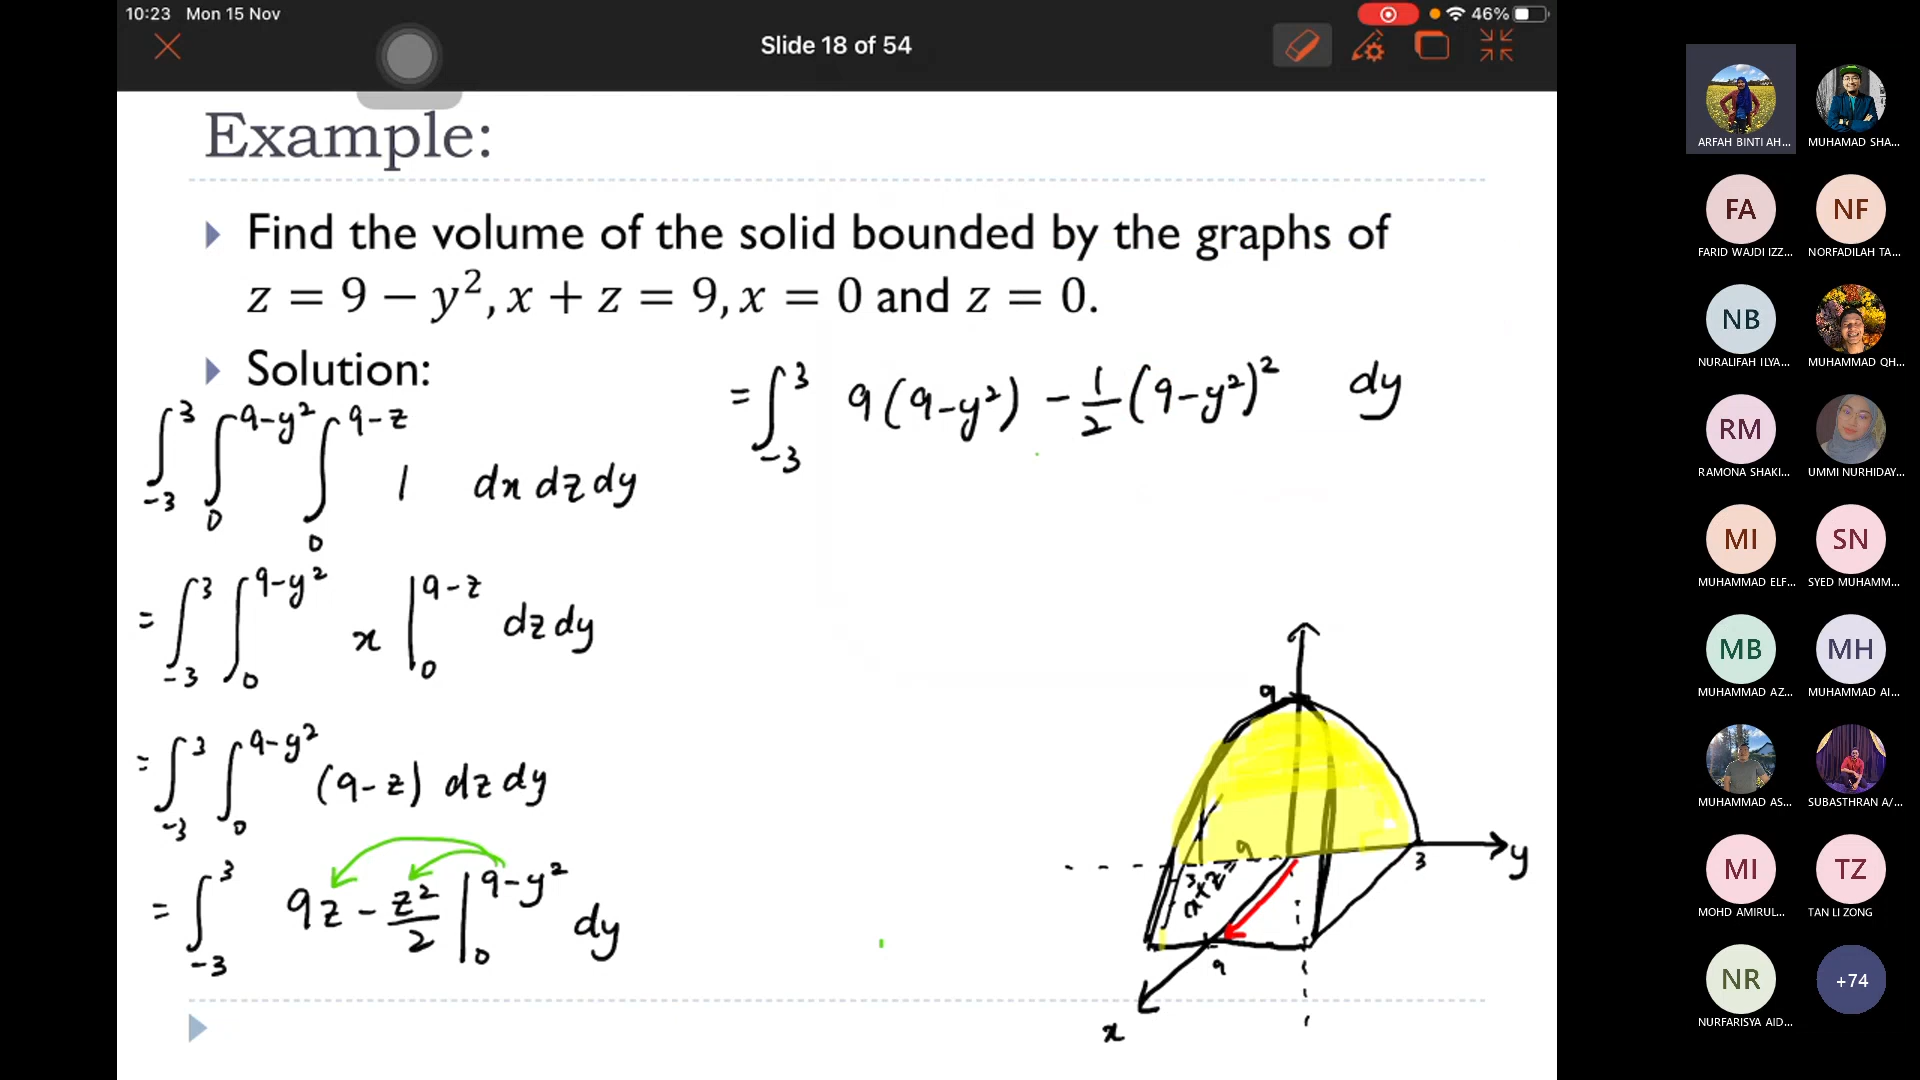 10:23 Mon 15 Nov
46%
Slide 18 of 54
Example:
Find the volume of the solid bounded by the graphs of
z = 9 − y², x + z = 9, x = 0 and z = 0.
Solution:
∫₋₃³ ∫₀^(9-y²) ∫₀^(9-z) 1 dx dz dy
= ∫₋₃³ ∫₀^(9-y²) x |₀^(9-z) dz dy
= ∫₋₃³ ∫₀^(9-y²) (9-z) dz dy
= ∫₋₃³ 9z - z²/2 |₀^(9-y²) dy
= ∫₋₃³ 9(9-y²) - 1/2 (9-y²)² dy
9
9
3
y
9
x
ARFAH BINTI AH...
MUHAMAD SHA...
FA
NF
FARID WAJDI IZZ...
NORFADILAH TA...
NB
NURALIFAH ILYA...
MUHAMMAD QH...
RM
RAMONA SHAKI...
UMMI NURHIDAY...
MI
SN
MUHAMMAD ELF...
SYED MUHAMM...
MB
MH
MUHAMMAD AZ...
MUHAMMAD AI...
MUHAMMAD AS...
SUBASTHRAN A/...
MI
TZ
MOHD AMIRUL...
TAN LI ZONG
NR
+74
NURFARISYA AID...